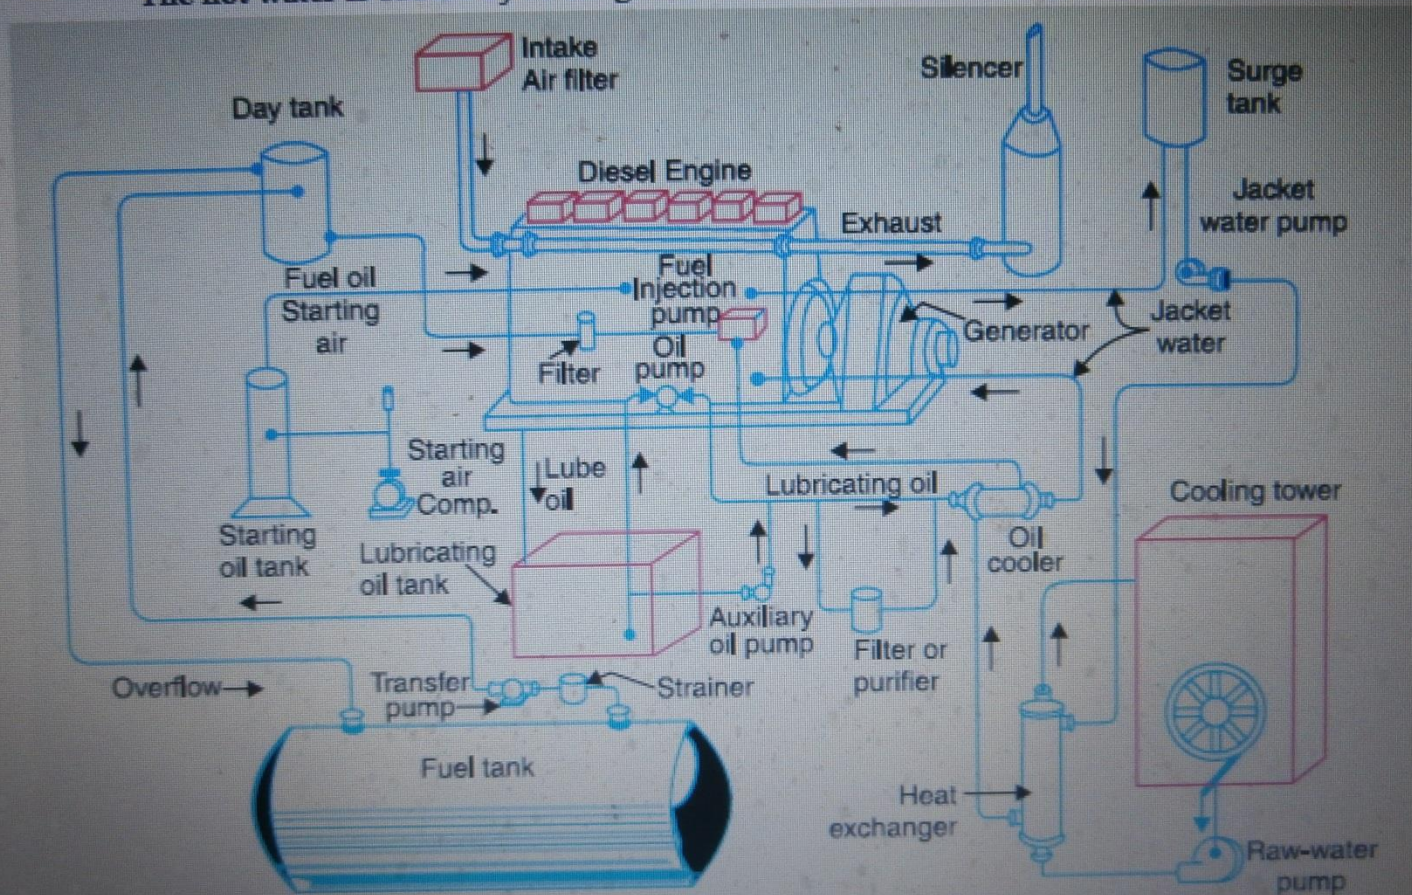 Intake
Air filter
Silencer
Surge
tank
Day tank
Diesel Engine
Jacket
water pump
Exhaust
Fuel oil
Fuel
Injection
pump
Starting
air
Generator
Jacket
water
Filter
Oil
pump
Starting
air
Comp.
Lube
oil
Lubricating oil
Cooling tower
Starting
oil tank
Lubricating
oil tank
Oil
cooler
Auxiliary
oil pump
Filter or
purifier
Overflow
Transfer
pump
Strainer
Fuel tank
Heat
exchanger
Raw-water
pump